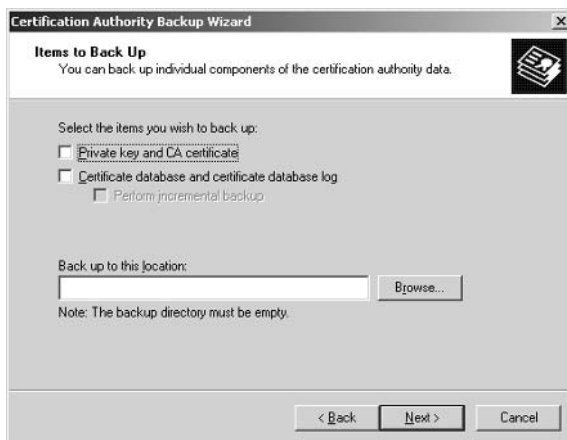 Certification Authority Backup Wizard
Items to Back Up
You can back up individual components of the certification authority data.
Select the items you wish to back up:
Private key and CA certificate
Certificate database and certificate database log
Perform incremental backup
Back up to this location:
Browse...
Note: The backup directory must be empty.
< Back Next > Cancel